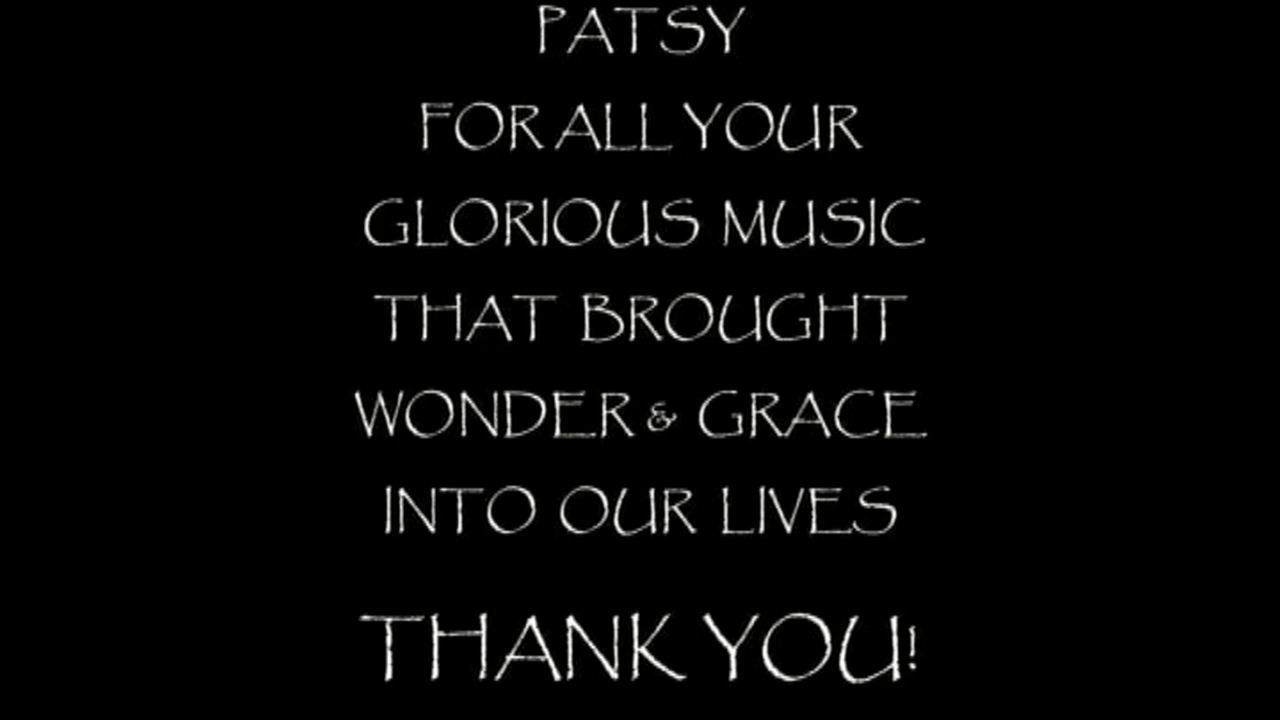 PATSY
FOR ALL YOUR
GLORIOUS MUSIC
THAT BROUGHT
WONDER & GRACE
INTO OUR LIVES
THANK YOU!